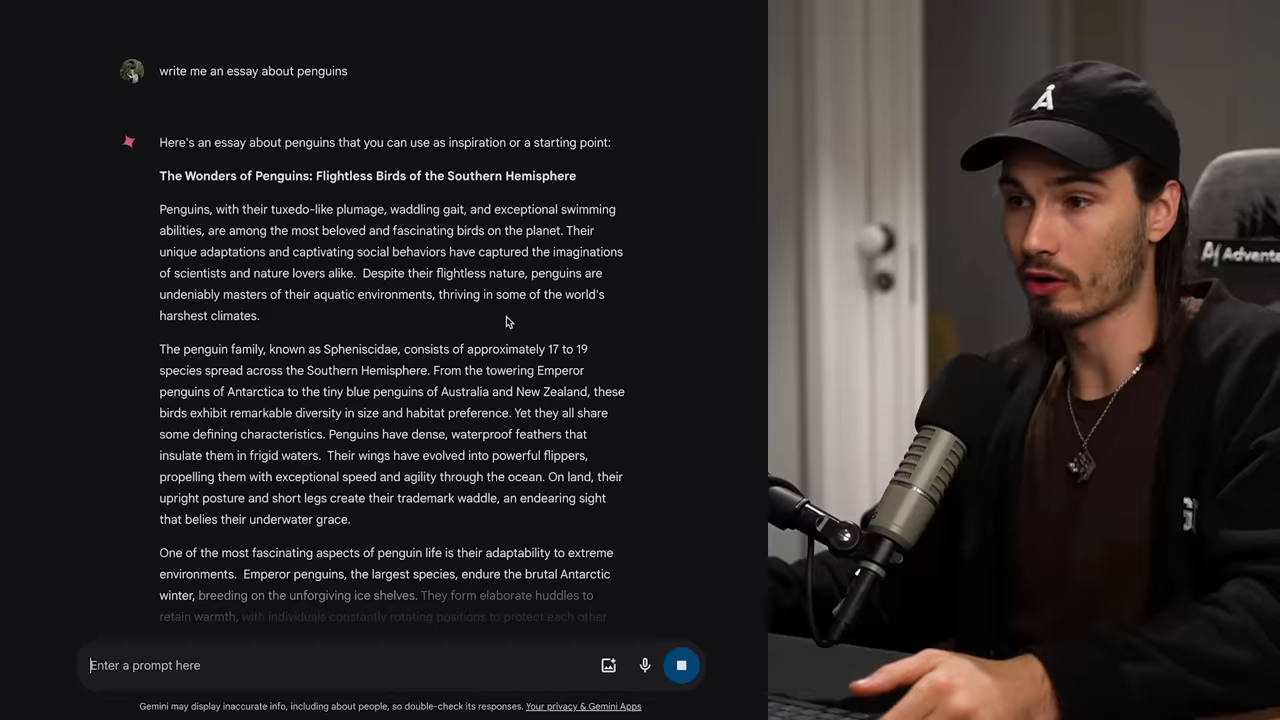 write me an essay about penguins
Here's an essay about penguins that you can use as inspiration or a starting point:
The Wonders of Penguins: Flightless Birds of the Southern Hemisphere
Penguins, with their tuxedo-like plumage, waddling gait, and exceptional swimming
abilities, are among the most beloved and fascinating birds on the planet. Their
unique adaptations and captivating social behaviors have captured the imaginations
of scientists and nature lovers alike.  Despite their flightless nature, penguins are
undeniably masters of their aquatic environments, thriving in some of the world's
harshest climates.
The penguin family, known as Spheniscidae, consists of approximately 17 to 19
species spread across the Southern Hemisphere. From the towering Emperor
penguins of Antarctica to the tiny blue penguins of Australia and New Zealand, these
birds exhibit remarkable diversity in size and habitat preference. Yet they all share
some defining characteristics. Penguins have dense, waterproof feathers that
insulate them in frigid waters.  Their wings have evolved into powerful flippers,
propelling them with exceptional speed and agility through the ocean. On land, their
upright posture and short legs create their trademark waddle, an endearing sight
that belies their underwater grace.
One of the most fascinating aspects of penguin life is their adaptability to extreme
environments.  Emperor penguins, the largest species, endure the brutal Antarctic
winter, breeding on the unforgiving ice shelves. They form elaborate huddles to
retain warmth, with individuals constantly rotating positions to protect each other
Enter a prompt here
Gemini may display inaccurate info, including about people, so double-check its responses. Your privacy & Gemini Apps
Advente